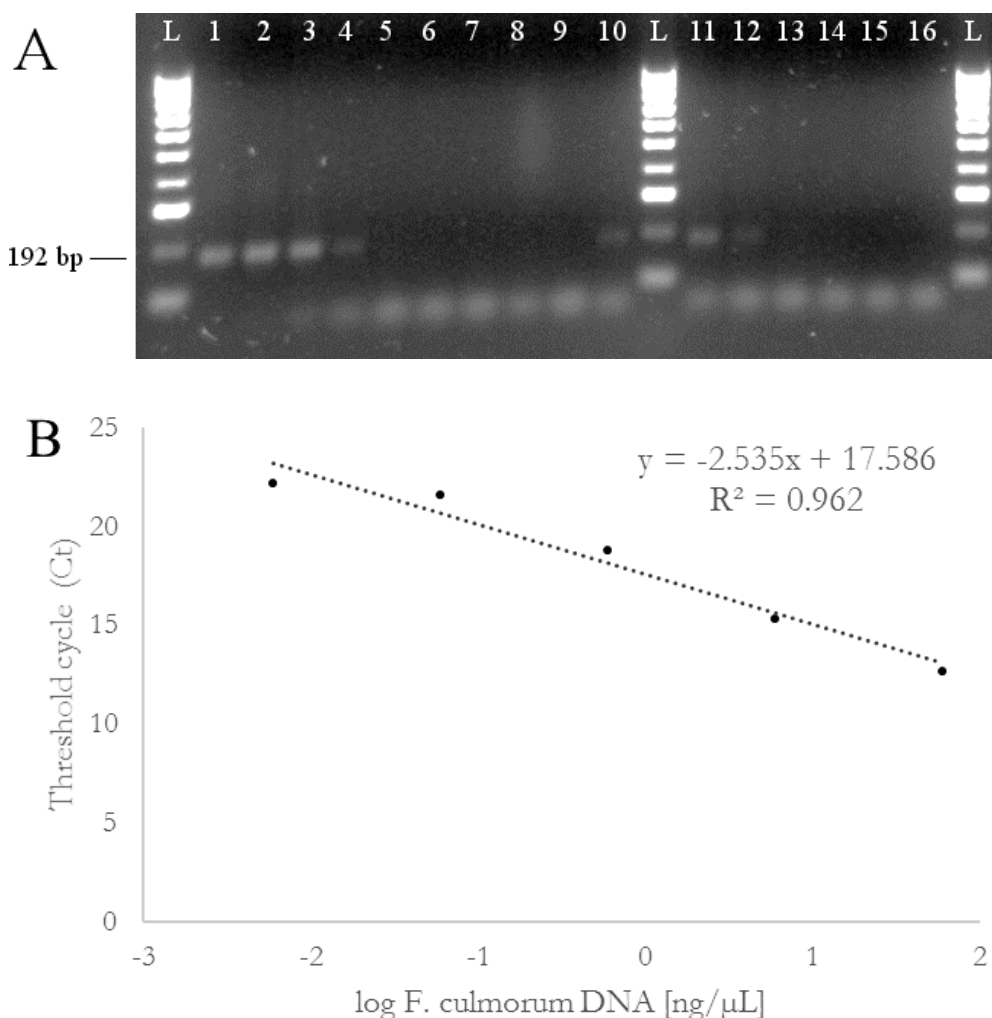 A
L 1 2 3 4 5 6 7 8 9 10 L 11 12 13 14 15 16 L
192 bp
B
25
20
15
10
5
0
y = -2.535x + 17.586
R² = 0.962
Threshold cycle (Ct)
-3 -2 -1 0 1 2
log F. culmorum DNA [ng/µL]